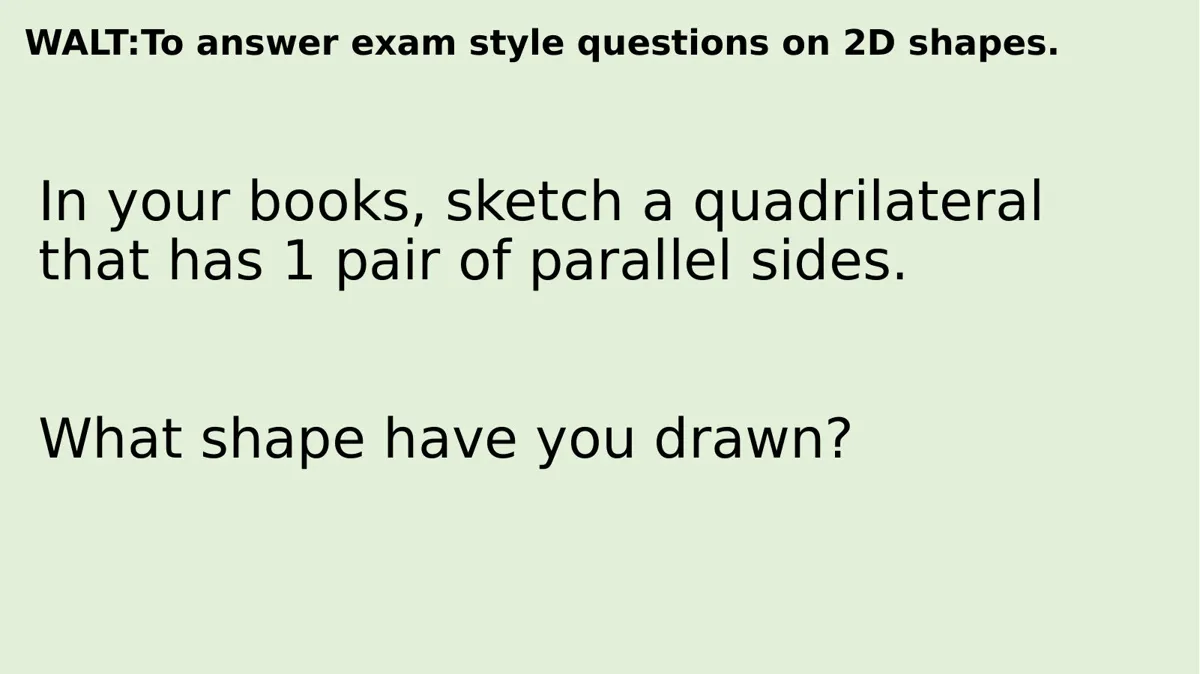 WALT:To answer exam style questions on 2D shapes.
In your books, sketch a quadrilateral
that has 1 pair of parallel sides.
What shape have you drawn?